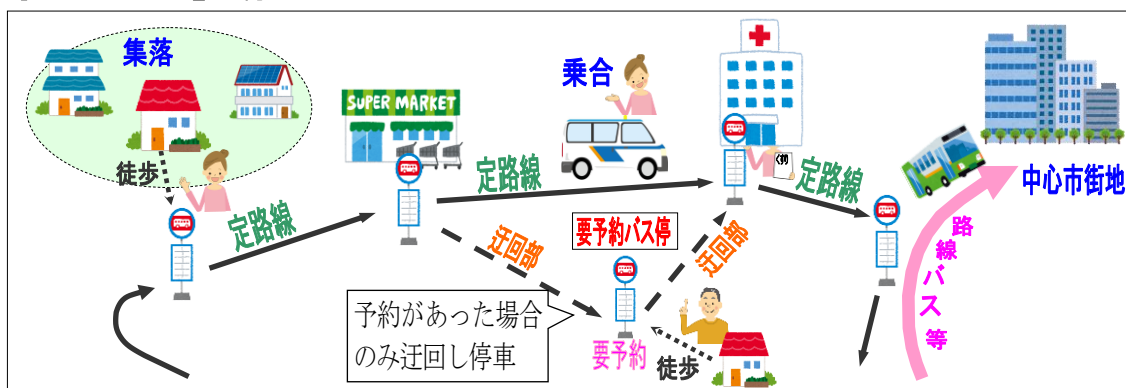 集落
徒歩
定路線
SUPER MARKET
定路線
乗合
定路線
中心市街地
路線バス等
迂回部
要予約バス停
迂回部
予約があった場合
のみ迂回し停車
要予約
徒歩